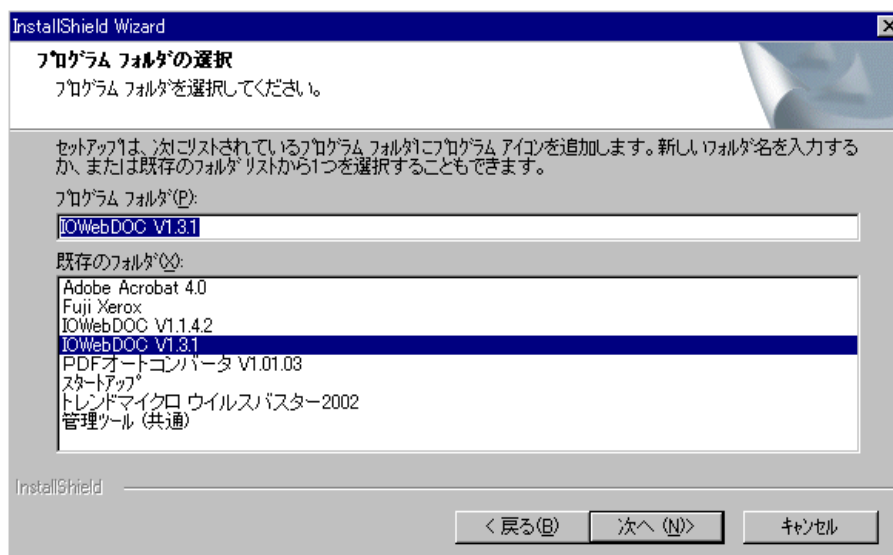 InstallShield Wizard
ﾌﾟﾛｸﾞﾗﾑ ﾌｫﾙﾀﾞの選択
ﾌﾟﾛｸﾞﾗﾑ ﾌｫﾙﾀﾞを選択してください。
ｾｯﾄｱｯﾌﾟは、次にﾘｽﾄされているﾌﾟﾛｸﾞﾗﾑ ﾌｫﾙﾀﾞにﾌﾟﾛｸﾞﾗﾑ ｱｲｺﾝを追加します。新しいﾌｫﾙﾀﾞ名を入力する
か、または既存のﾌｫﾙﾀﾞﾘｽﾄから1つを選択することもできます。
ﾌﾟﾛｸﾞﾗﾑ ﾌｫﾙﾀﾞ(P):
IOWebDOC V1.3.1
既存のﾌｫﾙﾀﾞ(X):
Adobe Acrobat 4.0
Fuji Xerox
IOWebDOC V1.1.4.2
IOWebDOC V1.3.1
PDFオートコンバータ V1.01.03
ｽﾀｰﾄｱｯﾌﾟ
トレンドマイクロ ウイルスバスター2002
管理ﾂｰﾙ (共通)
InstallShield
< 戻る(B) 次へ (N)> ｷｬﾝｾﾙ